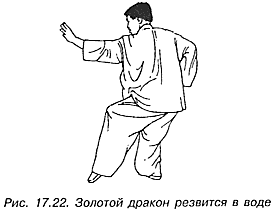 Рис. 17.22. Золотой дракон резвится в воде